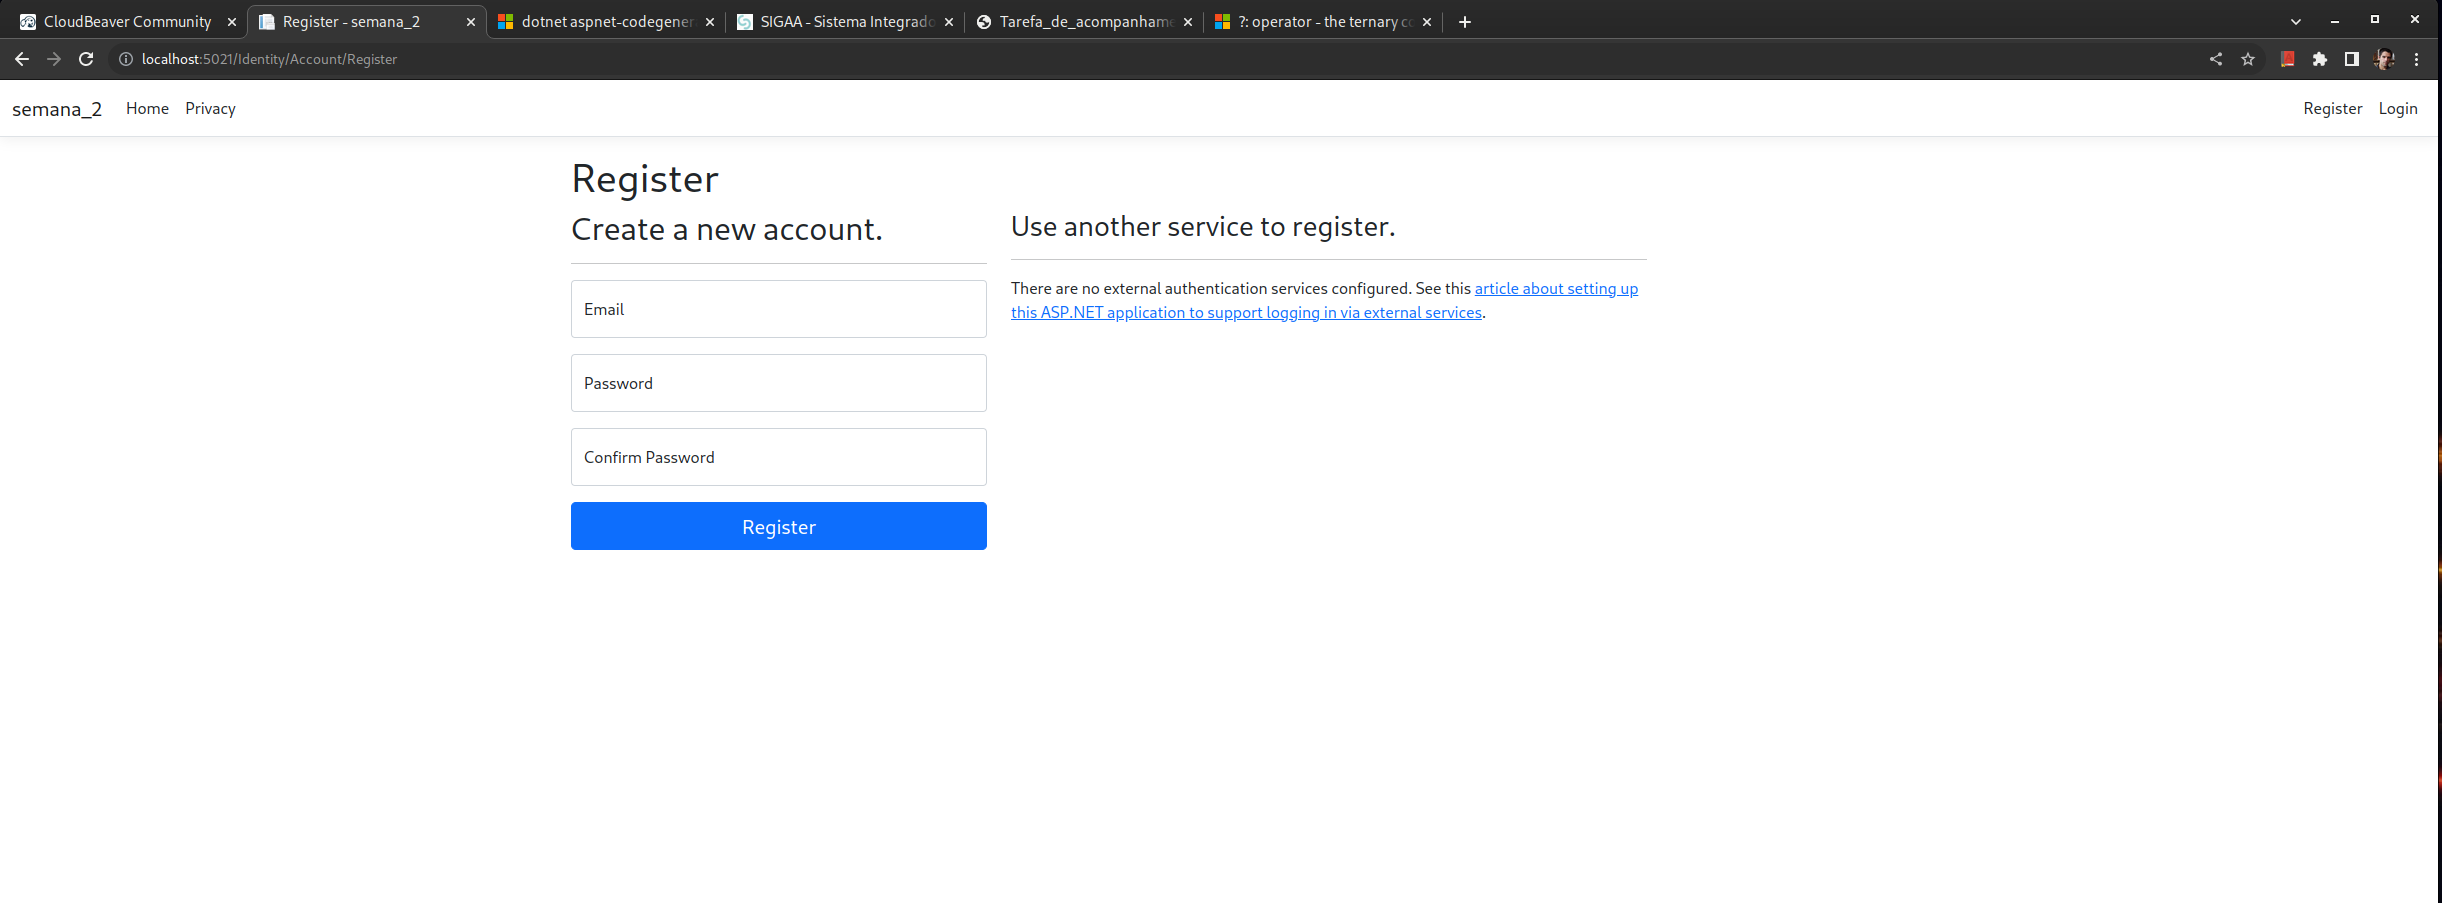 CloudBeaver Community
Register - semana_2
dotnet aspnet-codegener
SIGAA - Sistema Integrado
Tarefa_de_acompanhame
?: operator - the ternary co
localhost:5021/Identity/Account/Register
semana_2 Home Privacy Register Login
Register
Create a new account.
Email
Password
Confirm Password
Register
Use another service to register.
There are no external authentication services configured. See this article about setting up
this ASP.NET application to support logging in via external services.